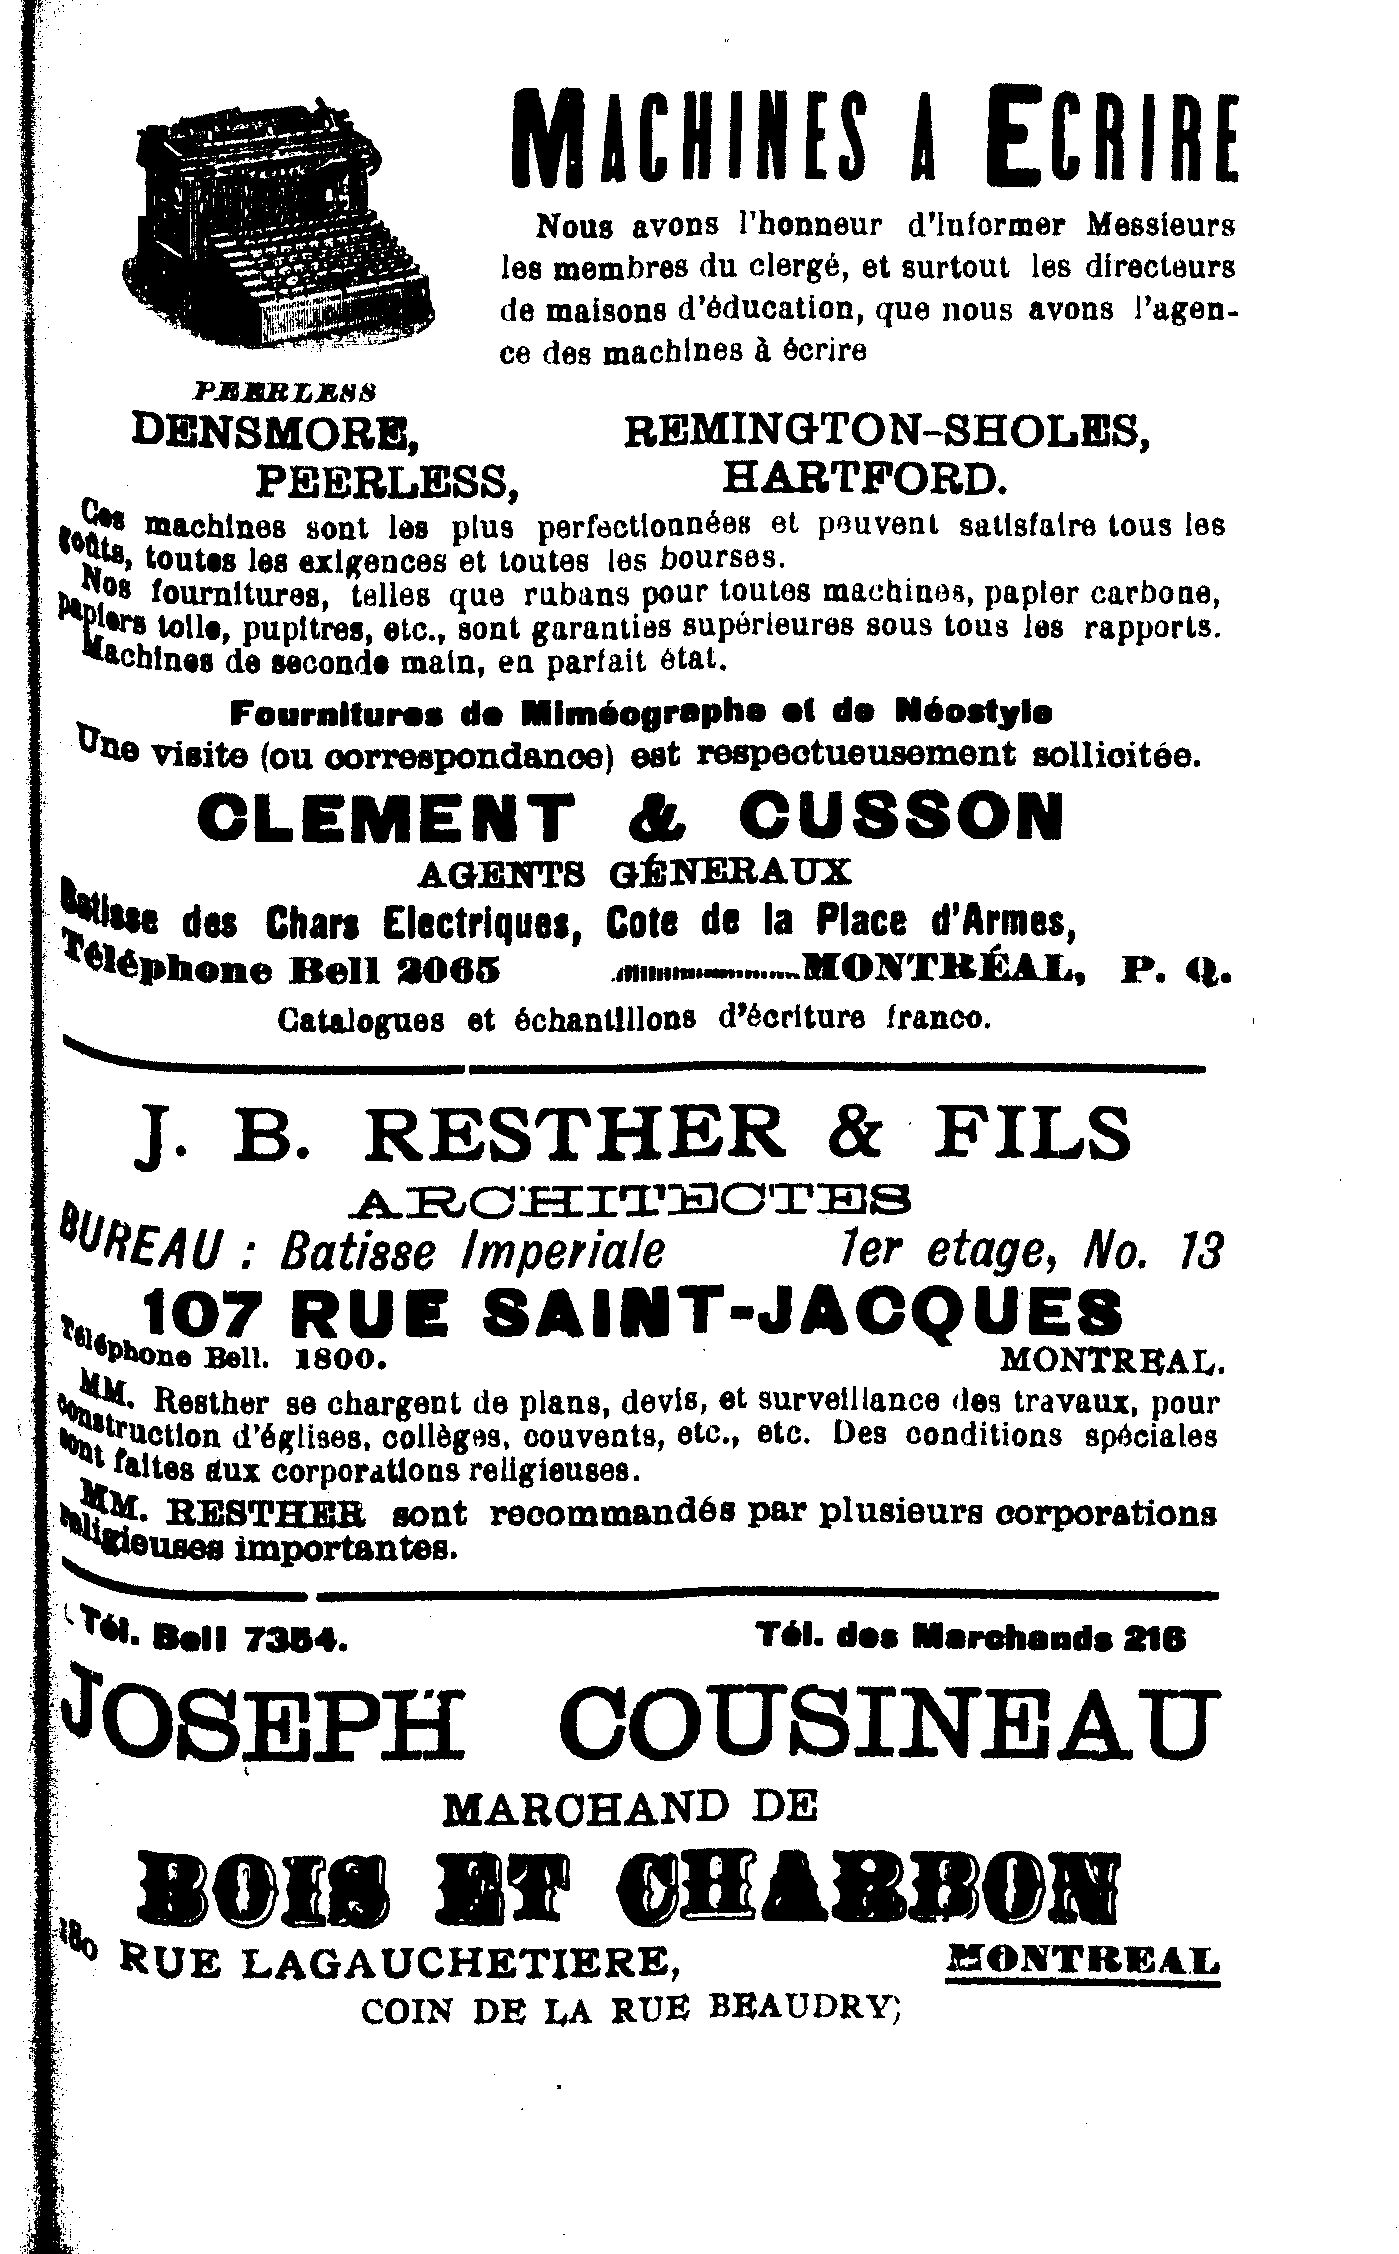 MACHINES A ECRIRE
Nous avons l'honneur d'informer Messieurs
les membres du clergé, et surtout les directeurs
de maisons d'éducation, que nous avons l'agen-
ce des machines à écrire
PEERLESS
DENSMORE, REMINGTON-SHOLES,
PEERLESS, HARTFORD.
Ces machines sont les plus perfectionnées et peuvent satisfaire tous les
goûts, toutes les exigences et toutes les bourses.
Nos fournitures, telles que rubans pour toutes machines, papier carbone,
papiers toile, pupitres, etc., sont garanties supérieures sous tous les rapports.
Machines de seconde main, en parfait état.
Fournitures de Miméographe et de Néostyle
Une visite (ou correspondance) est respectueusement sollicitée.
CLEMENT & CUSSON
AGENTS GÉNERAUX
Batisse des Chars Electriques, Cote de la Place d'Armes,
Téléphone Bell 2065 MONTRÉAL, P. Q.
Catalogues et échantillons d'écriture franco.
J. B. RESTHER & FILS
ARCHITECTES
BUREAU : Batisse Imperiale 1er etage, No. 13
107 RUE SAINT-JACQUES
Téléphone Bell. 1800. MONTREAL.
MM. Resther se chargent de plans, devis, et surveillance des travaux, pour
construction d'églises, collèges, couvents, etc., etc. Des conditions spéciales
sont faites aux corporations religieuses.
MM. RESTHER sont recommandés par plusieurs corporations
religieuses importantes.
Tél. Bell 7354. Tél. des Marchands 216
JOSEPH COUSINEAU
MARCHAND DE
BOIS ET CHARBON
180 RUE LAGAUCHETIERE, MONTREAL
COIN DE LA RUE BEAUDRY;